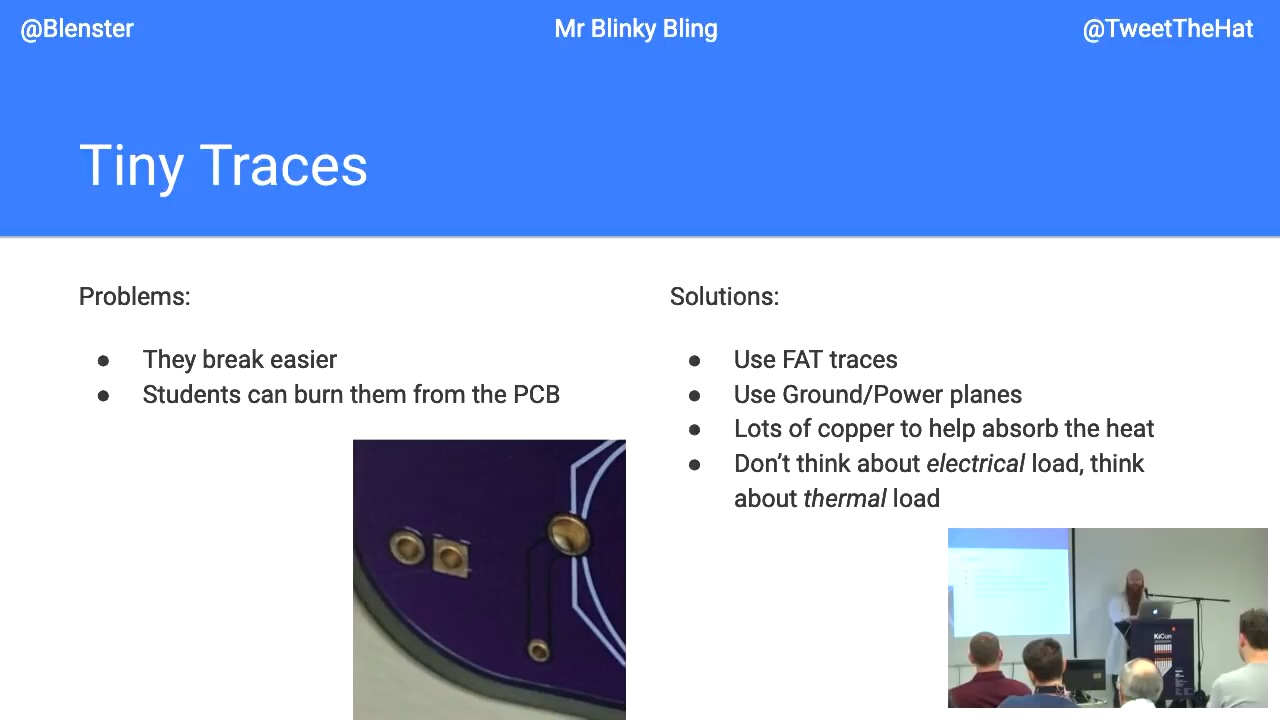 @Blenster
Mr Blinky Bling
@TweetTheHat
Tiny Traces
Problems:
● They break easier
● Students can burn them from the PCB
Solutions:
● Use FAT traces
● Use Ground/Power planes
● Lots of copper to help absorb the heat
● Don’t think about electrical load, think
about thermal load
KiCon